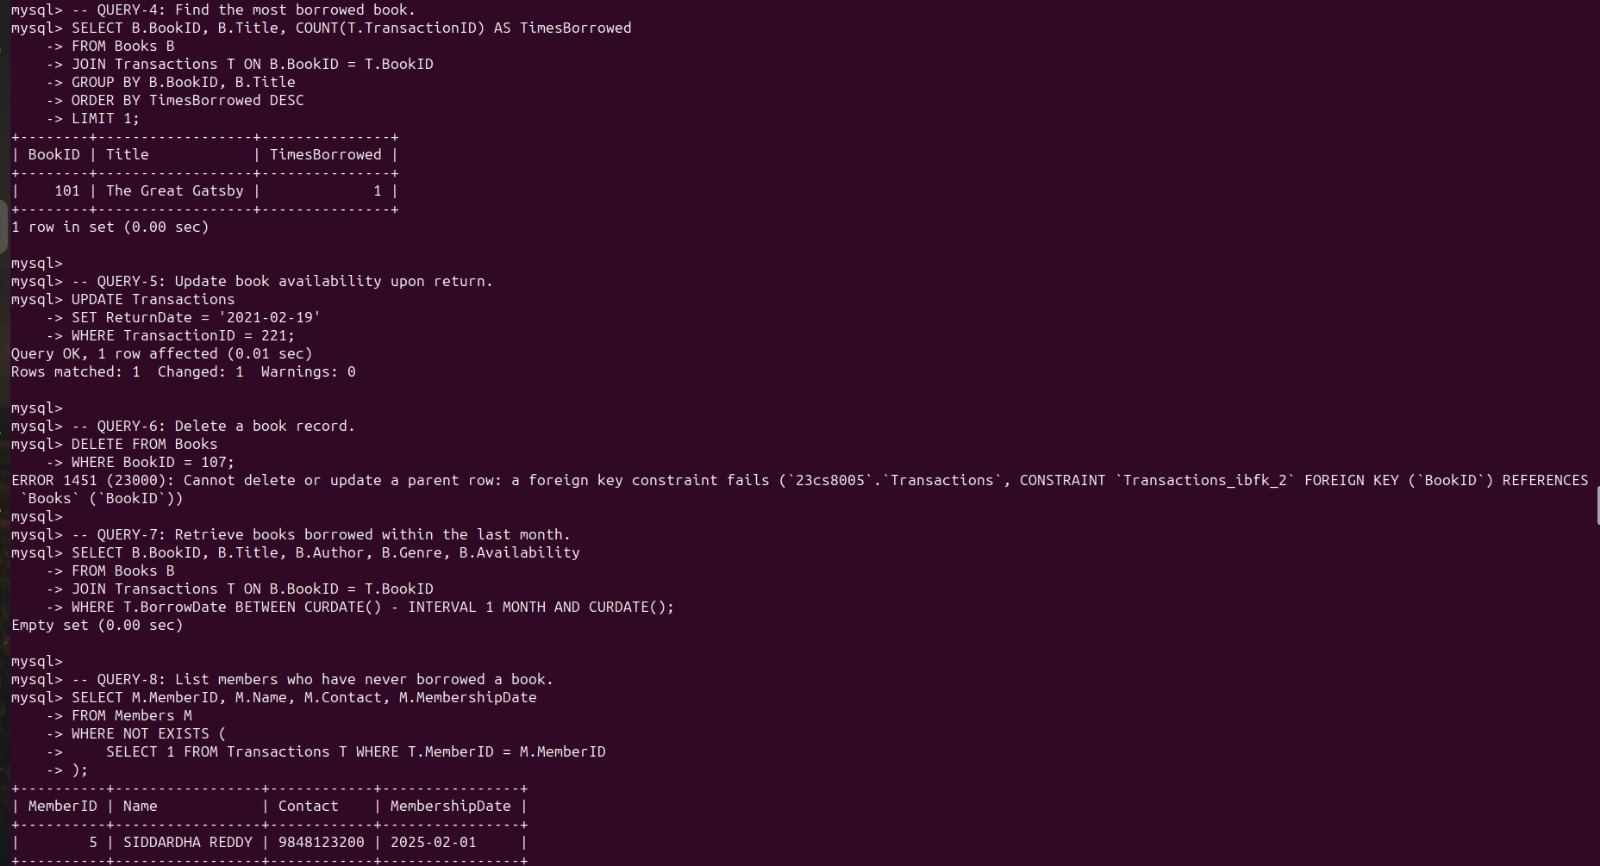 mysql> -- QUERY-4: Find the most borrowed book.
mysql> SELECT B.BookID, B.Title, COUNT(T.TransactionID) AS TimesBorrowed
    -> FROM Books B
    -> JOIN Transactions T ON B.BookID = T.BookID
    -> GROUP BY B.BookID, B.Title
    -> ORDER BY TimesBorrowed DESC
    -> LIMIT 1;
+--------+------------------+---------------+
| BookID | Title            | TimesBorrowed |
+--------+------------------+---------------+
|    101 | The Great Gatsby |             1 |
+--------+------------------+---------------+
1 row in set (0.00 sec)

mysql>
mysql> -- QUERY-5: Update book availability upon return.
mysql> UPDATE Transactions
    -> SET ReturnDate = '2021-02-19'
    -> WHERE TransactionID = 221;
Query OK, 1 row affected (0.01 sec)
Rows matched: 1  Changed: 1  Warnings: 0

mysql>
mysql> -- QUERY-6: Delete a book record.
mysql> DELETE FROM Books
    -> WHERE BookID = 107;
ERROR 1451 (23000): Cannot delete or update a parent row: a foreign key constraint fails (`23cs8005`.`Transactions`, CONSTRAINT `Transactions_ibfk_2` FOREIGN KEY (`BookID`) REFERENCES
 `Books` (`BookID`))
mysql>
mysql> -- QUERY-7: Retrieve books borrowed within the last month.
mysql> SELECT B.BookID, B.Title, B.Author, B.Genre, B.Availability
    -> FROM Books B
    -> JOIN Transactions T ON B.BookID = T.BookID
    -> WHERE T.BorrowDate BETWEEN CURDATE() - INTERVAL 1 MONTH AND CURDATE();
Empty set (0.00 sec)

mysql>
mysql> -- QUERY-8: List members who have never borrowed a book.
mysql> SELECT M.MemberID, M.Name, M.Contact, M.MembershipDate
    -> FROM Members M
    -> WHERE NOT EXISTS (
    ->     SELECT 1 FROM Transactions T WHERE T.MemberID = M.MemberID
    -> );
+----------+-----------------+------------+----------------+
| MemberID | Name            | Contact    | MembershipDate |
+----------+-----------------+------------+----------------+
|        5 | SIDDARDHA REDDY | 9848123200 | 2025-02-01     |
+----------+-----------------+------------+----------------+